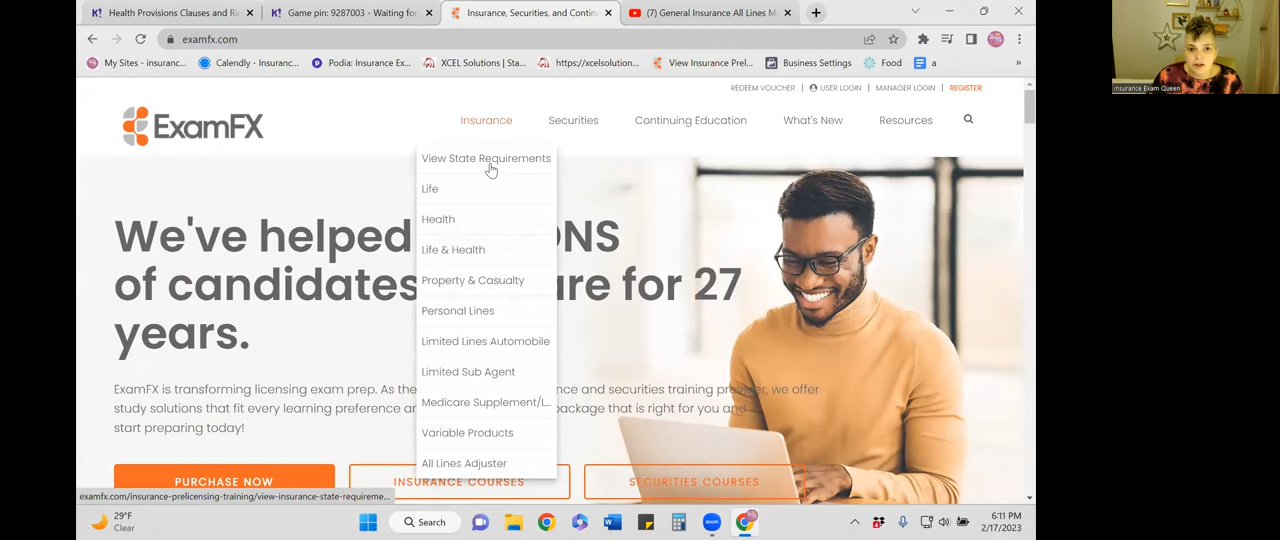 Health Provisions Clauses and Ri
Game pin: 9287003 - Waiting for
Insurance, Securities, and Contin
(7) General Insurance All Lines M
examfx.com
My Sites - insuranc...
Calendly - Insuranc...
Podia: Insurance Ex...
XCEL Solutions | Sta...
https://xcelsolution...
View Insurance Prel...
Business Settings
Food
a
»
REDEEM VOUCHER | USER LOGIN | MANAGER LOGIN | REGISTER
ExamFX
Insurance
Securities
Continuing Education
What's New
Resources
View State Requirements
Life
Health
Life & Health
Property & Casualty
Personal Lines
Limited Lines Automobile
Limited Sub Agent
Medicare Supplement/L...
Variable Products
All Lines Adjuster
We've helped ONS
of candidates are for 27
years.
ExamFX is transforming licensing exam prep. As the nce and securities training provider, we offer
study solutions that fit every learning preference an package that is right for you and
start preparing today!
PURCHASE NOW
INSURANCE COURSES
SECURITIES COURSES
examfx.com/insurance-prelicensing-training/view-insurance-state-requireme...
29°F
Clear
Search
zoom
6:11 PM
2/17/2023
Insurance Exam Queen